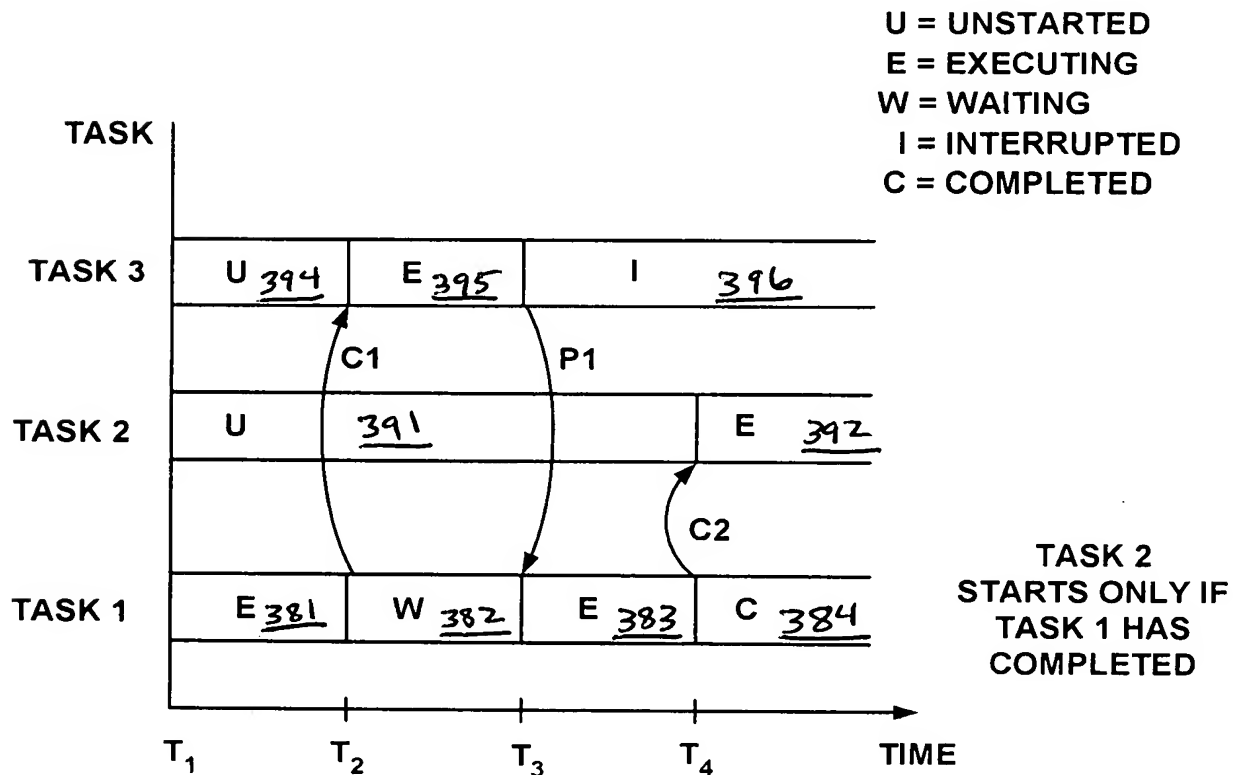 U = UNSTARTED
E = EXECUTING
W = WAITING
I = INTERRUPTED
C = COMPLETED
TASK
TASK 3
U 394
E 395
I 396
C1
P1
TASK 2
U 391
E 392
C2
TASK 1
E 381
W 382
E 383
C 384
TASK 2
STARTS ONLY IF
TASK 1 HAS
COMPLETED
T1
T2
T3
T4
TIME